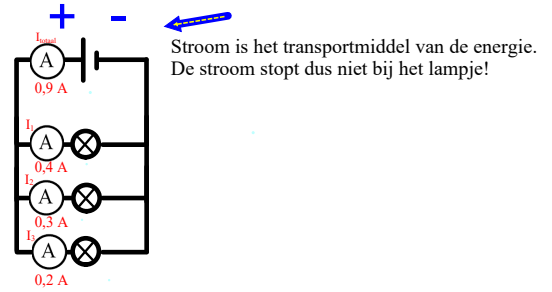 + -
Stroom is het transportmiddel van de energie.
De stroom stopt dus niet bij het lampje!
I totaal
A
0,9 A
I1
A
0,4 A
I2
A
0,3 A
I3
A
0,2 A